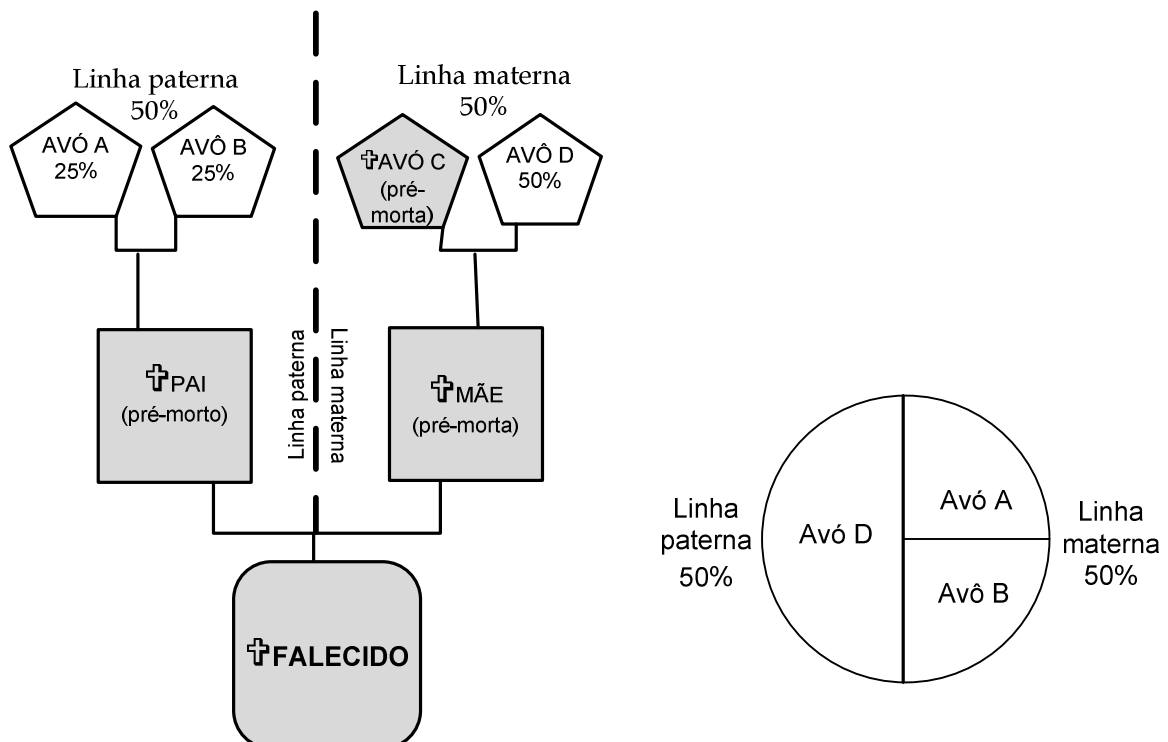 Linha paterna
50%
Linha materna
50%
AVÓ A
25%
AVÔ B
25%
✞AVÓ C
(pré-
morta)
AVÔ D
50%
Linha paterna
Linha materna
✞PAI
(pré-morto)
✞MÃE
(pré-morta)
✞FALECIDO
Linha
paterna
50%
Avó D
Avó A
Avô B
Linha
materna
50%